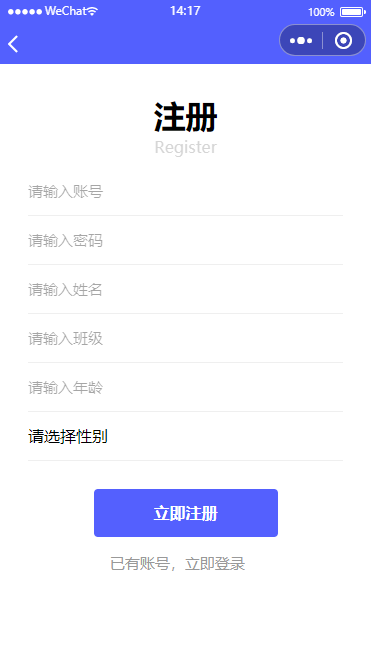 WeChat 14:17 100%
注册
Register
请输入账号
请输入密码
请输入姓名
请输入班级
请输入年龄
请选择性别
立即注册
已有账号，立即登录